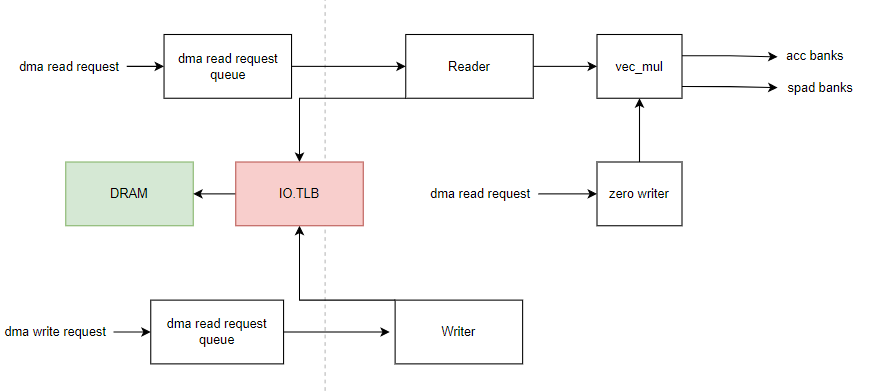 dma read request
dma read request
queue
Reader
vec_mul
acc banks
spad banks
DRAM
IO.TLB
dma read request
zero writer
dma write request
dma read request
queue
Writer